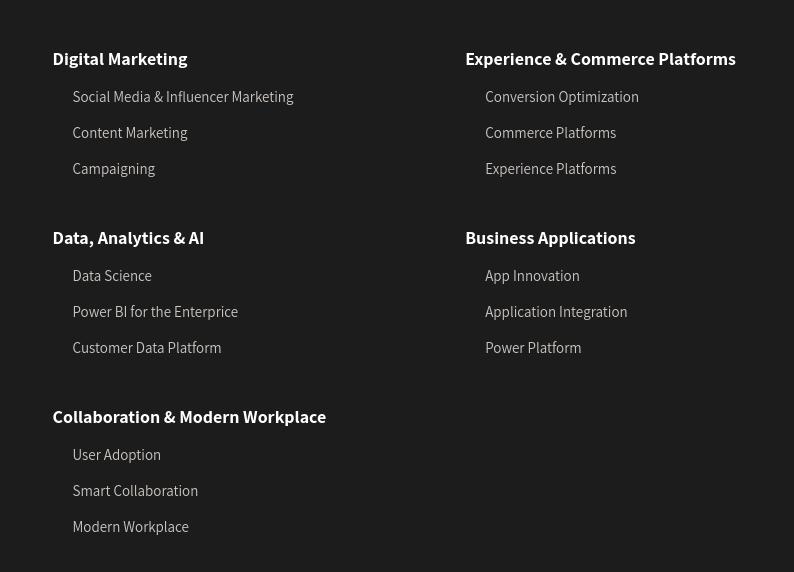 Digital Marketing
Social Media & Influencer Marketing
Content Marketing
Campaigning
Experience & Commerce Platforms
Conversion Optimization
Commerce Platforms
Experience Platforms
Data, Analytics & AI
Data Science
Power BI for the Enterprice
Customer Data Platform
Business Applications
App Innovation
Application Integration
Power Platform
Collaboration & Modern Workplace
User Adoption
Smart Collaboration
Modern Workplace